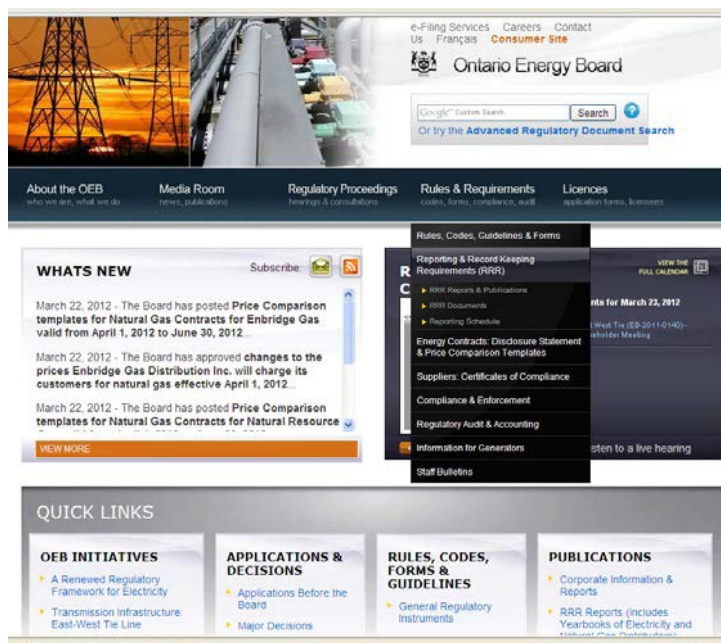 e-Filing Services Careers Contact
Us Français Consumer Site
Ontario Energy Board
Google™ Custom Search
Search
?
Or try the Advanced Regulatory Document Search
About the OEB
who we are, what we do
Media Room
news, publications
Regulatory Proceedings
hearings & consultations
Rules & Requirements
codes, forms, compliance, audit
Licences
application forms, licensees
WHATS NEW
Subscribe:
March 22, 2012 - The Board has posted Price Comparison
templates for Natural Gas Contracts for Enbridge Gas
valid from April 1, 2012 to June 30, 2012...
March 22, 2012 - The Board has approved changes to the
prices Enbridge Gas Distribution Inc. will charge its
customers for natural gas effective April 1, 2012...
March 22, 2012 - The Board has posted Price Comparison
templates for Natural Gas Contracts for Natural Resource
VIEW MORE
Rules, Codes, Guidelines & Forms
Reporting & Record Keeping
Requirements (RRR)
RRR Reports & Publications
RRR Documents
Reporting Schedule
Energy Contracts: Disclosure Statement
& Price Comparison Templates
Suppliers: Certificates of Compliance
Compliance & Enforcement
Regulatory Audit & Accounting
Information for Generators
Staff Bulletins
R
C
VIEW THE
FULL CALENDAR
nts for March 23, 2012
West Tie (EB-2011-0140) -
eholder Meeting
sten to a live hearing
QUICK LINKS
OEB INITIATIVES
A Renewed Regulatory
Framework for Electricity
Transmission Infrastructure:
East-West Tie Line
APPLICATIONS &
DECISIONS
Applications Before the
Board
Major Decisions
RULES, CODES,
FORMS &
GUIDELINES
General Regulatory
Instruments
PUBLICATIONS
Corporate Information &
Reports
RRR Reports (includes
Yearbooks of Electricity and
Natural Gas Distributors)